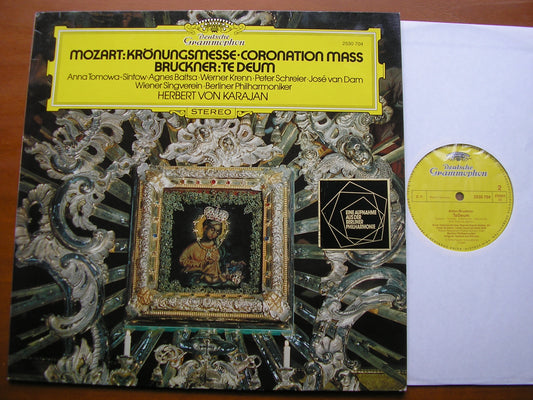 Deutsche
Grammophon
2530 704
MOZART: KRÖNUNGSMESSE · CORONATION MASS
BRUCKNER: TE DEUM
Anna Tomowa-Sintow · Agnes Baltsa · Werner Krenn · Peter Schreier · José van Dam
Wiener Singverein · Berliner Philharmoniker
HERBERT VON KARAJAN
STEREO
EINE AUFNAHME
AUS DER
BERLINER
PHILHARMONIE
Deutsche
Grammophon
2
2530 704